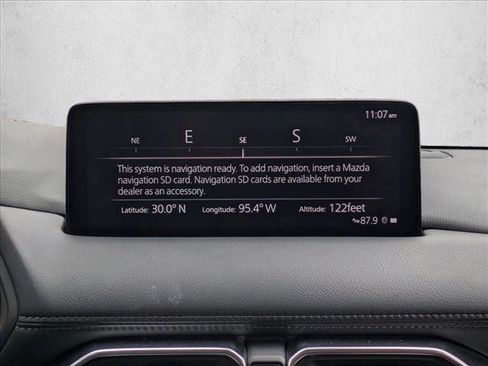 11:07am
E S
NE SE SW
This system is navigation ready. To add navigation, insert a Mazda
navigation SD card. Navigation SD cards are available from your
dealer as an accessory.
Latitude: 30.0° N Longitude: 95.4° W Altitude: 122feet
87.9